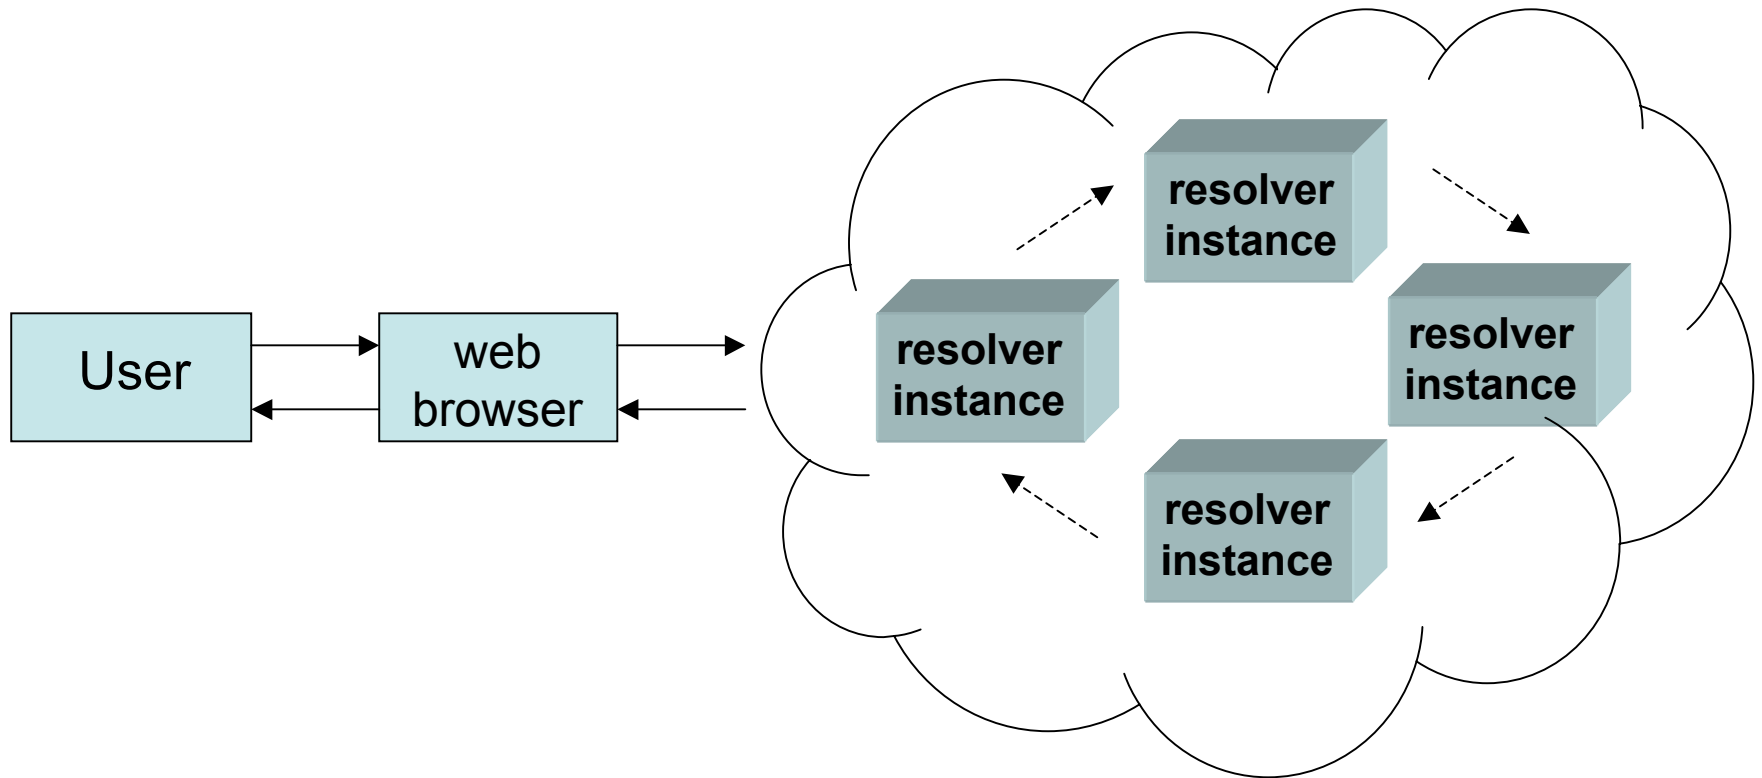 User
web
browser
resolver
instance
resolver
instance
resolver
instance
resolver
instance